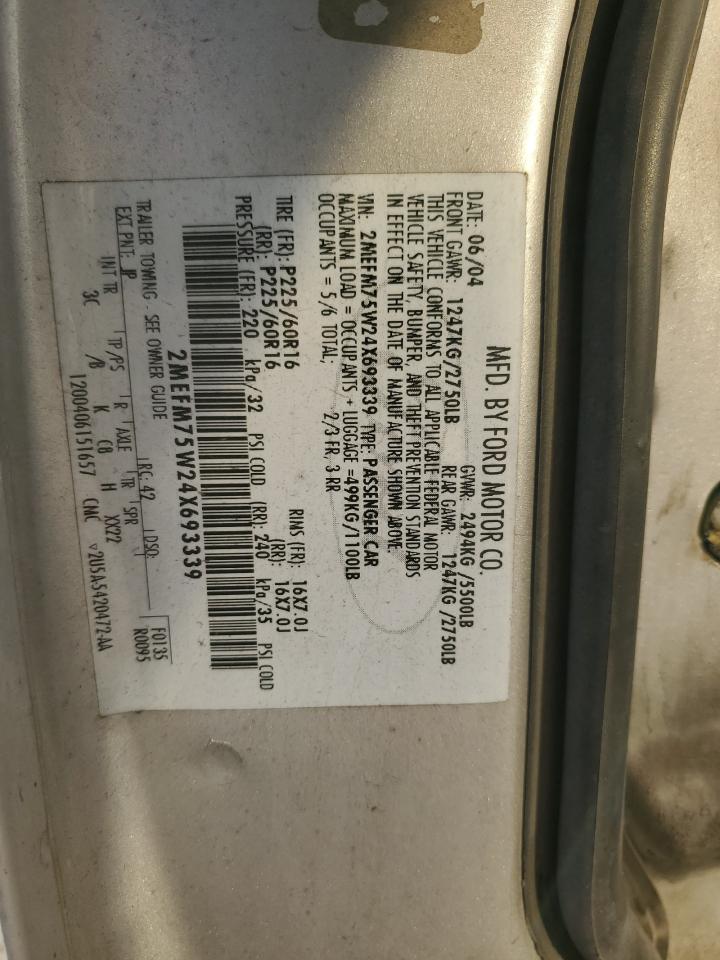 MFD. BY FORD MOTOR CO.
DATE: 06/04 GVWR: 2494KG/5500LB
FRONT GAWR: 1247KG/2750LB REAR GAWR: 1247KG/2750LB
THIS VEHICLE CONFORMS TO ALL APPLICABLE FEDERAL MOTOR
VEHICLE SAFETY, BUMPER, AND THEFT PREVENTION STANDARDS
IN EFFECT ON THE DATE OF MANUFACTURE SHOWN ABOVE.
VIN: 2MEFM75W24X693339 TYPE: PASSENGER CAR
MAXIMUM LOAD = OCCUPANTS + LUGGAGE =499KG/1100LB
OCCUPANTS = 5/6 TOTAL; 2/3 FR, 3 RR
TIRE (FR): P225/60R16 RIMS (FR): 16X7.0J
(RR): P225/60R16 (RR): 16X7.0J
PRESSURE (FR): 220 kPa/32 PSI COLD (RR): 240 kPa/35 PSI COLD
2MEFM75W24X693339
TRAILER TOWING - SEE OWNER GUIDE F0135
EXT PNT: JP RC: 42 DSO: R0095
INT TR TP/PS R AXLE TR SPR
3C /8 K C8 H XX22
1200406151657 CMC ▽2U5A5420472-AA